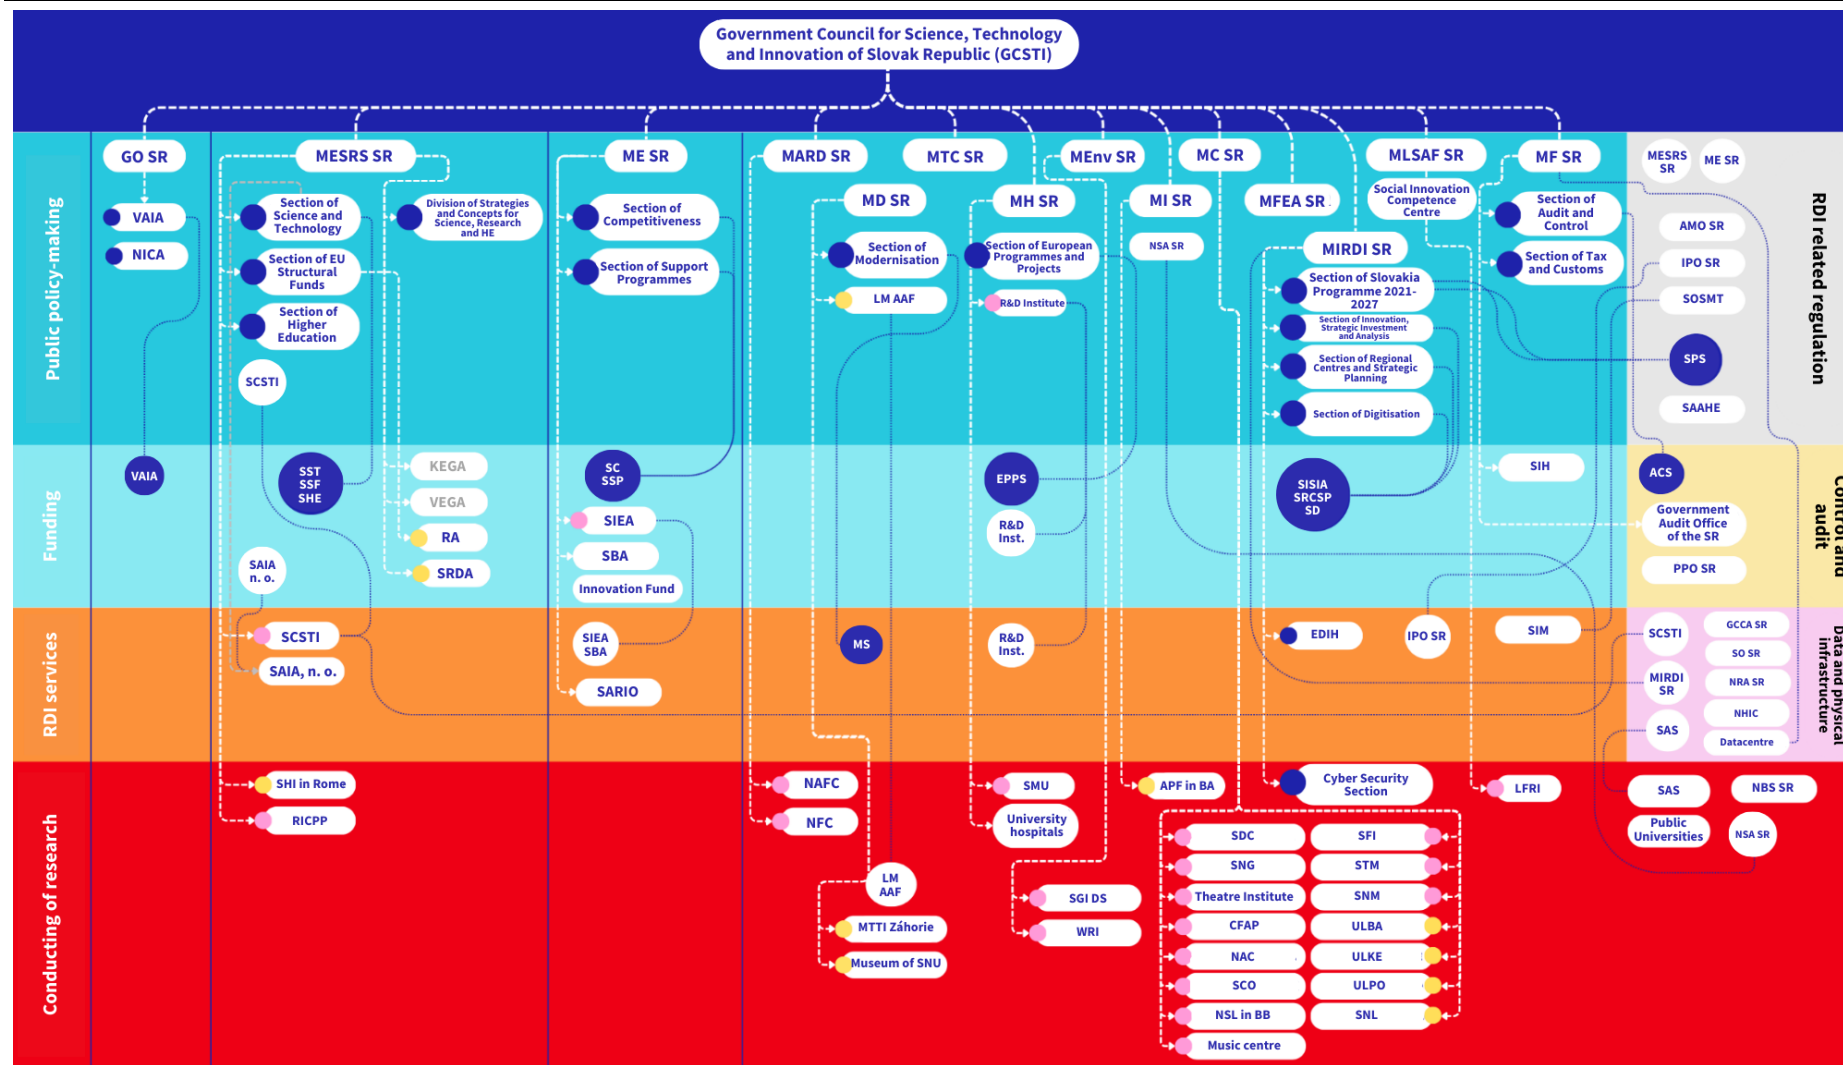 Government Council for Science, Technology
and Innovation of Slovak Republic (GCSTI)
Public policy-making
GO SR
MESRS SR
ME SR
MARD SR
MTC SR
MEnv SR
MC SR
MLSAF SR
MF SR
MESRS
SR
ME SR
RDI related regulation
VAIA
NICA
Section of
Science and
Technology
Division of Strategies
and Concepts for
Science, Research
and HE
Section of EU
Structural
Funds
Section of
Higher
Education
SCSTI
Section of
Competitiveness
Section of Support
Programmes
MD SR
Section of
Modernisation
LM AAF
MH SR
Section of European
Programmes and
Projects
R&D Institute
MI SR
NSA SR
MFEA SR
MIRDI SR
Section of Slovakia
Programme 2021-
2027
Section of Innovation,
Strategic Investment
and Analysis
Section of Regional
Centres and Strategic
Planning
Section of Digitisation
Social Innovation
Competence
Centre
Section of
Audit and
Control
Section of Tax
and Customs
AMO SR
IPO SR
SOSMT
SPS
SAAHE
Funding
VAIA
SST
SSF
SHE
KEGA
VEGA
RA
SRDA
SAIA
n. o.
SC
SSP
SIEA
SBA
Innovation Fund
EPPS
R&D
Inst.
SISIA
SRCSP
SD
SIH
ACS
Government
Audit Office
of the SR
PPO SR
Control and
audit
RDI services
SCSTI
SAIA, n. o.
SIEA
SBA
SARIO
MS
R&D
Inst.
EDIH
IPO SR
SIM
SCSTI
MIRDI
SR
SAS
GCCA SR
SO SR
NRA SR
NHIC
Datacentre
Data and physical
infrastructure
Conducting of research
SHI in Rome
RICPP
NAFC
NFC
LM
AAF
MTTI Záhorie
Museum of SNU
SMU
University
hospitals
SGI DS
WRI
APF in BA
Cyber Security
Section
LFRI
SDC
SNG
Theatre Institute
CFAP
NAC
SCO
NSL in BB
Music centre
SFI
STM
SNM
ULBA
ULKE
ULPO
SNL
SAS
Public
Universities
NBS SR
NSA SR